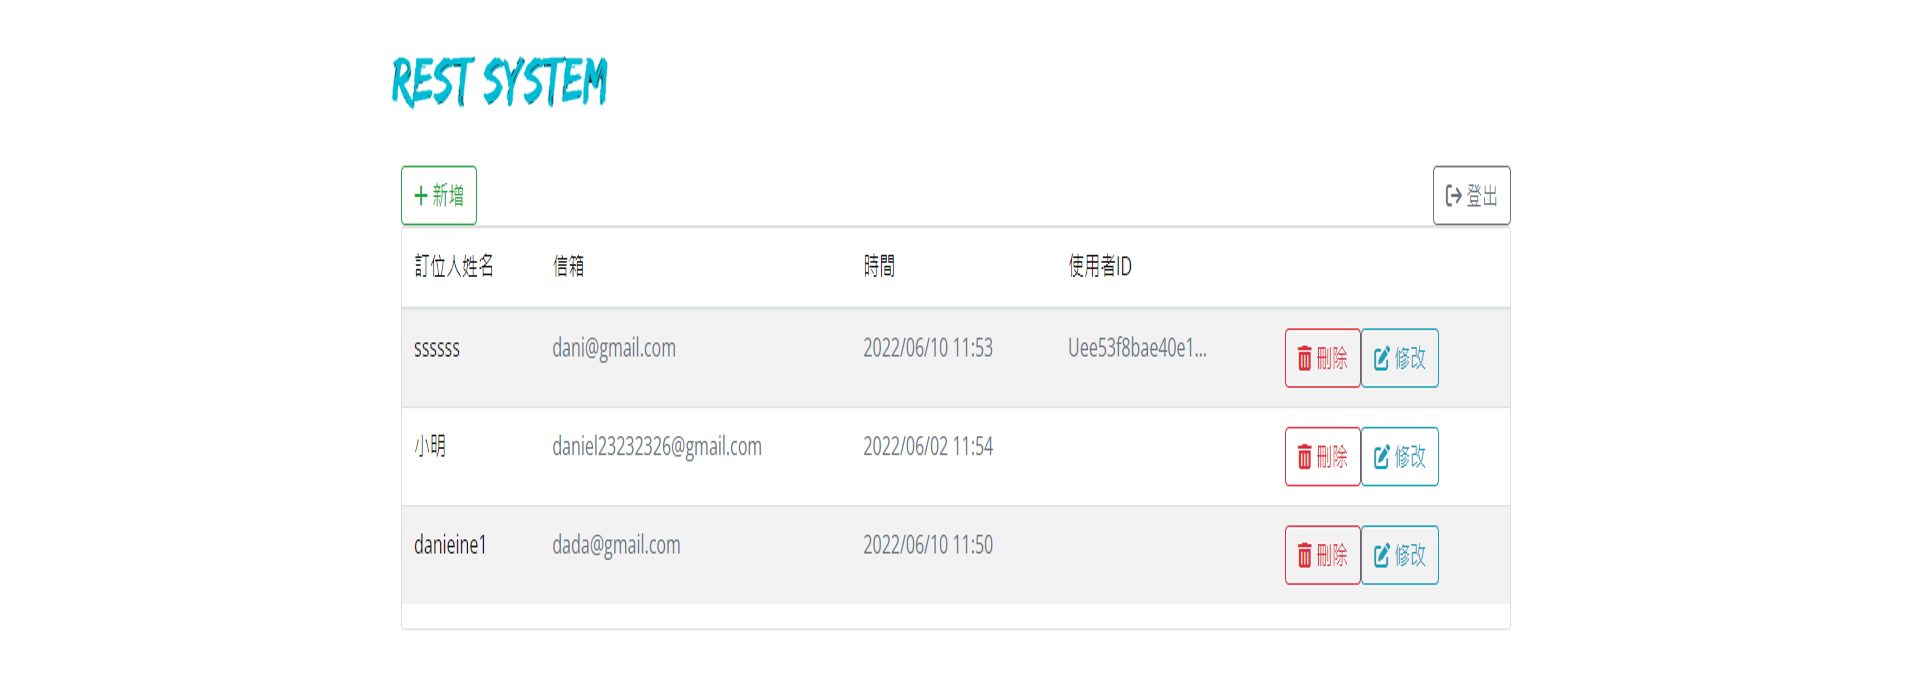 REST SYSTEM
新增 登出
訂位人姓名 信箱 時間 使用者ID
ssssss dani@gmail.com 2022/06/10 11:53 Uee53f8bae40e1... 刪除 修改
小明 daniel23232326@gmail.com 2022/06/02 11:54 刪除 修改
danieine1 dada@gmail.com 2022/06/10 11:50 刪除 修改